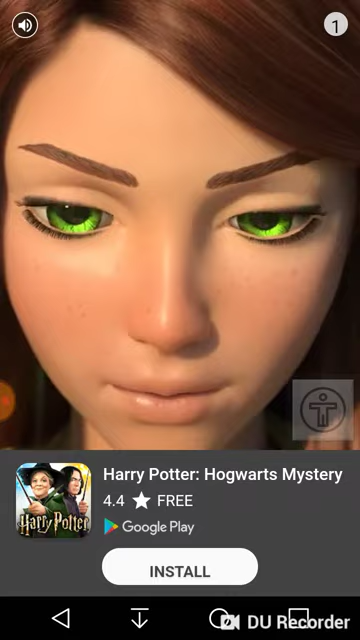 1
Harry Potter: Hogwarts Mystery
4.4 FREE
Harry Potter
Google Play
INSTALL
DU Recorder